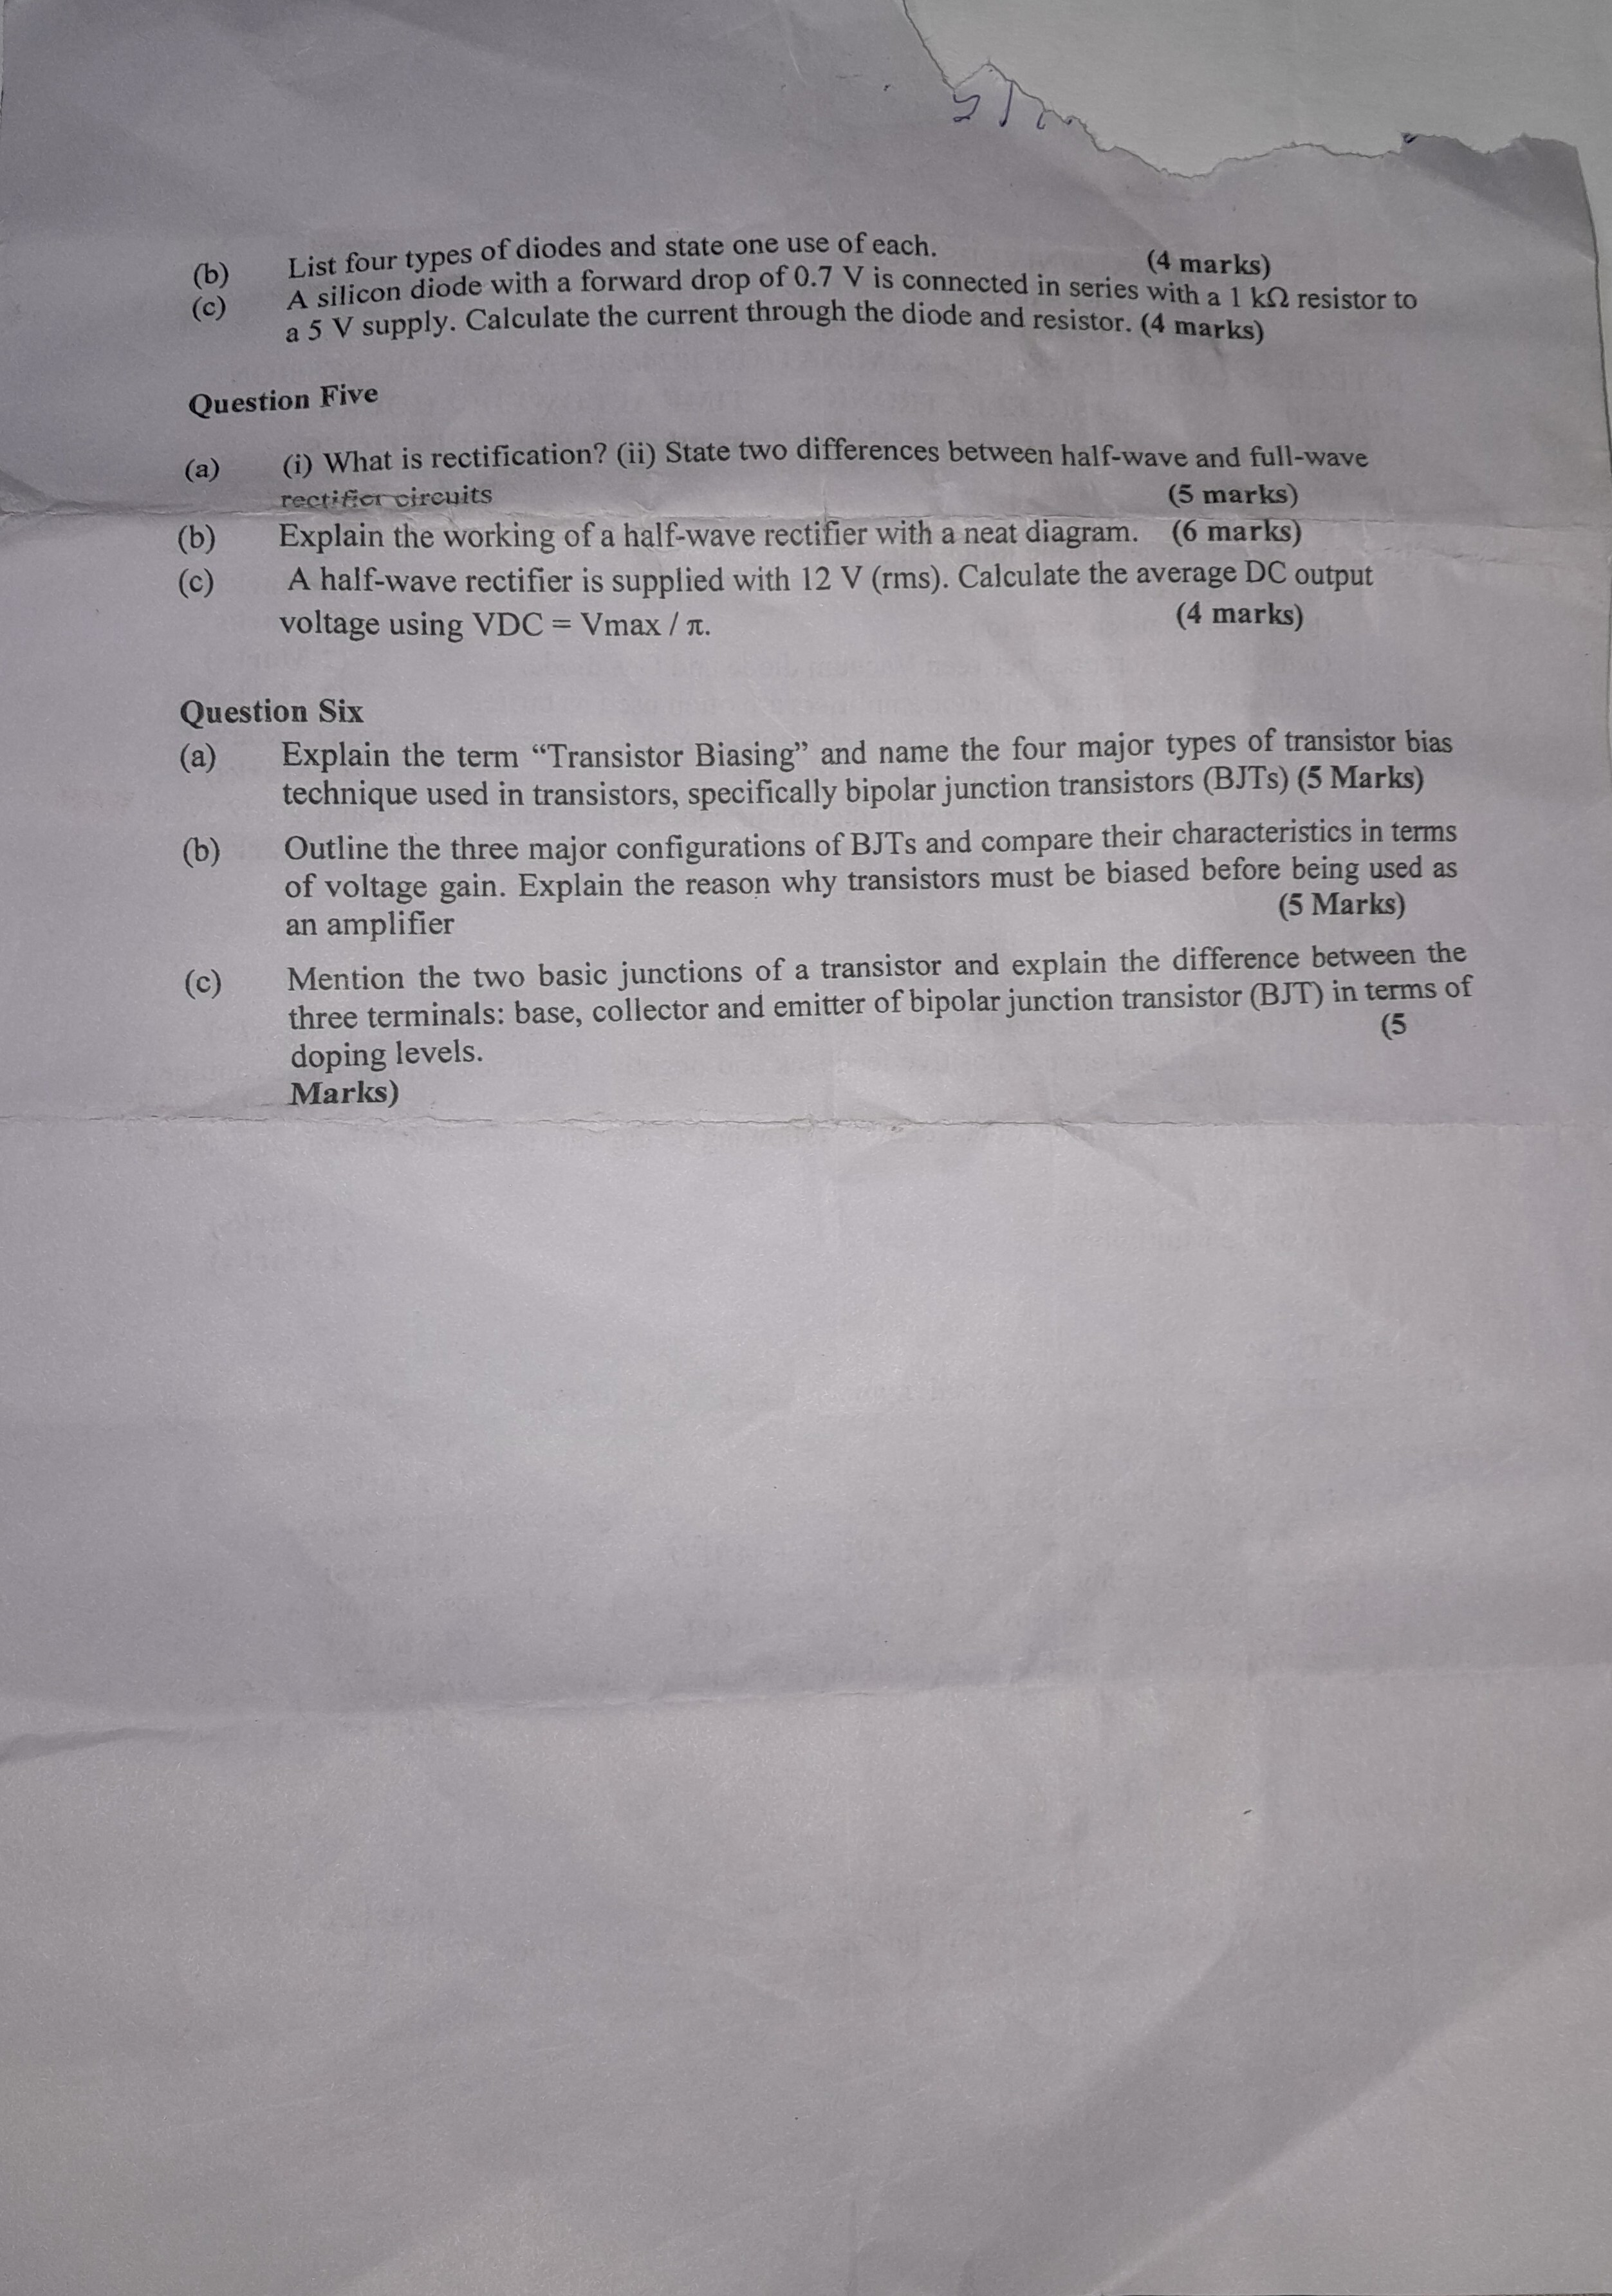 (b) List four types of diodes and state one use of each. (4 marks)
(c) A silicon diode with a forward drop of 0.7 V is connected in series with a 1 kΩ resistor to
a 5 V supply. Calculate the current through the diode and resistor. (4 marks)
Question Five
(a) (i) What is rectification? (ii) State two differences between half-wave and full-wave
rectifier circuits (5 marks)
(b) Explain the working of a half-wave rectifier with a neat diagram. (6 marks)
(c) A half-wave rectifier is supplied with 12 V (rms). Calculate the average DC output
voltage using VDC = Vmax / π. (4 marks)
Question Six
(a) Explain the term “Transistor Biasing” and name the four major types of transistor bias
technique used in transistors, specifically bipolar junction transistors (BJTs) (5 Marks)
(b) Outline the three major configurations of BJTs and compare their characteristics in terms
of voltage gain. Explain the reason why transistors must be biased before being used as
an amplifier (5 Marks)
(c) Mention the two basic junctions of a transistor and explain the difference between the
three terminals: base, collector and emitter of bipolar junction transistor (BJT) in terms of
doping levels. (5
Marks)